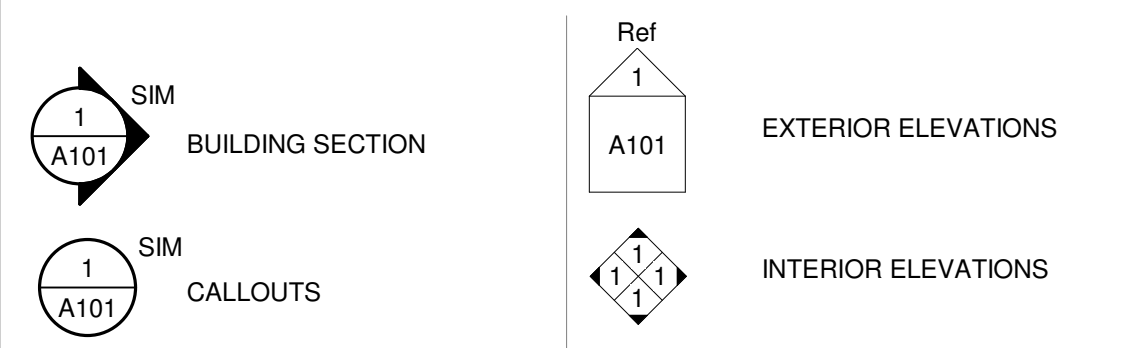 SIM
1
A101
BUILDING SECTION
SIM
1
A101
CALLOUTS
Ref
1
A101
EXTERIOR ELEVATIONS
1
1 1
1
INTERIOR ELEVATIONS